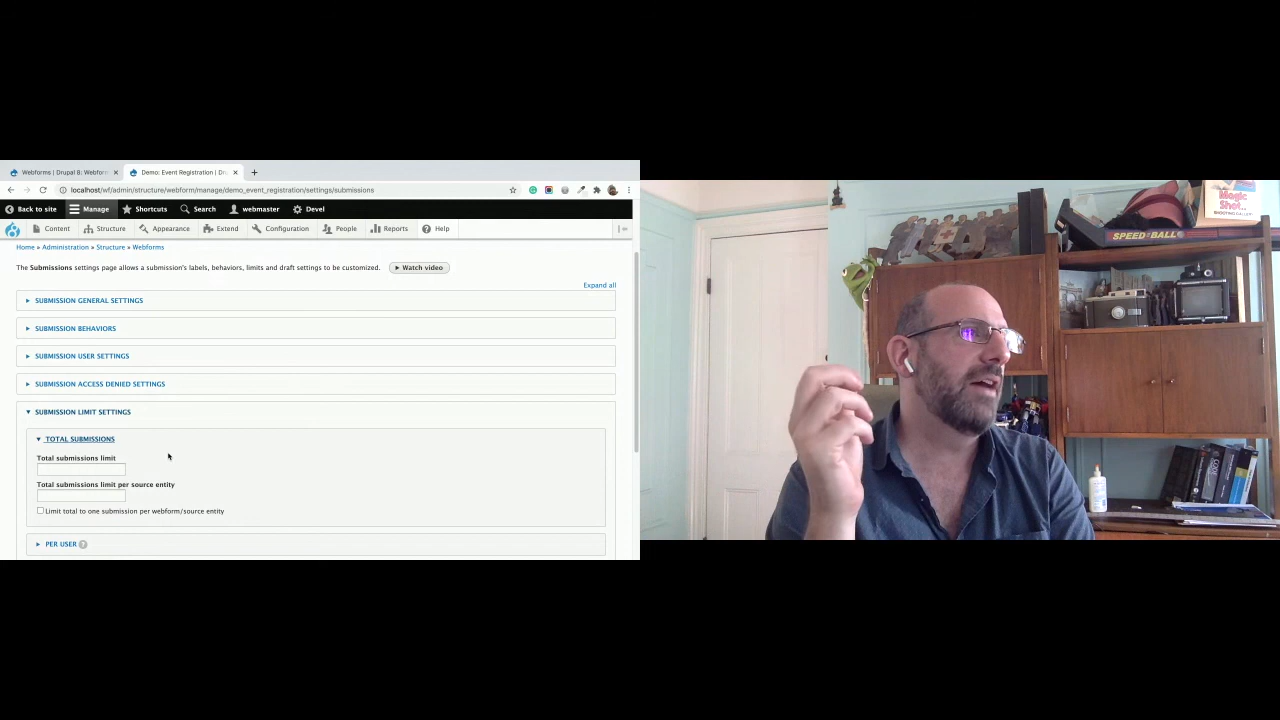 Webforms | Drupal 8: Webform
Demo: Event Registration | Dr
localhost/wf/admin/structure/webform/manage/demo_event_registration/settings/submissions
Back to site Manage Shortcuts Search webmaster Devel
Content Structure Appearance Extend Configuration People Reports Help
Home » Administration » Structure » Webforms
The Submissions settings page allows a submission's labels, behaviors, limits and draft settings to be customized. Watch video
Expand all
SUBMISSION GENERAL SETTINGS
SUBMISSION BEHAVIORS
SUBMISSION USER SETTINGS
SUBMISSION ACCESS DENIED SETTINGS
SUBMISSION LIMIT SETTINGS
TOTAL SUBMISSIONS
Total submissions limit
Total submissions limit per source entity
Limit total to one submission per webform/source entity
PER USER ?
Magic
Shot
SHOOTING GALLERY
SPEED-BALL